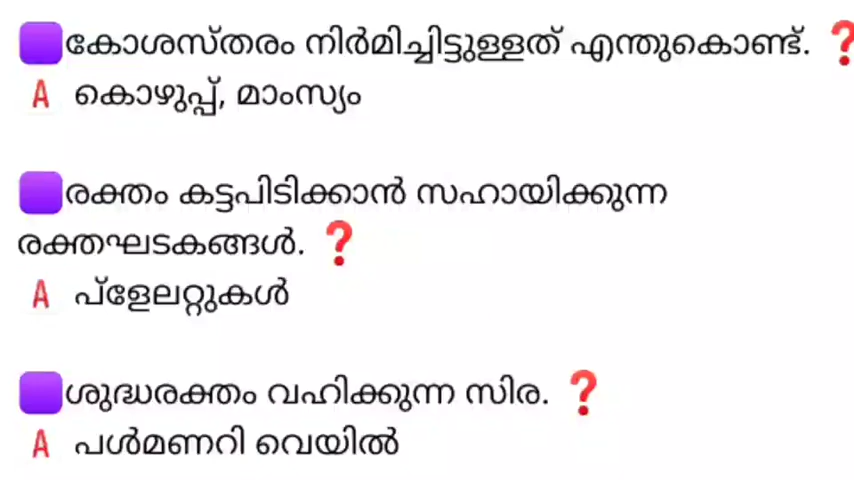 🟪കോശസ്തരം നിർമിച്ചിട്ടുള്ളത് എന്തുകൊണ്ട്. ❓
🅰 കൊഴുപ്പ്, മാംസ്യം
🟪രക്തം കട്ടപിടിക്കാൻ സഹായിക്കുന്ന
രക്തഘടകങ്ങൾ. ❓
🅰 പ്ളേലറ്റുകൾ
🟪ശുദ്ധരക്തം വഹിക്കുന്ന സിര. ❓
🅰 പൾമണറി വെയിൽ